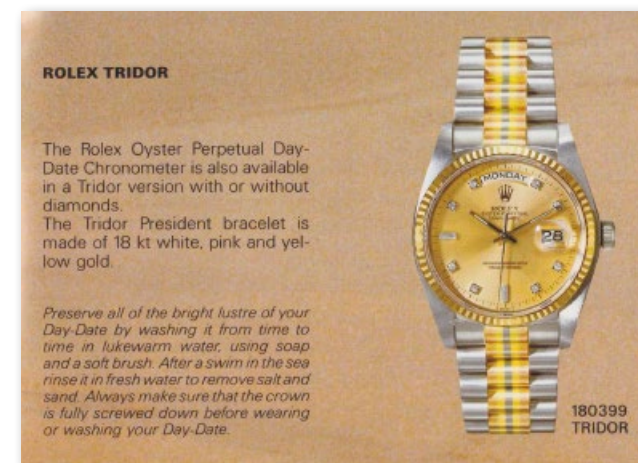 ROLEX TRIDOR
The Rolex Oyster Perpetual Day-
Date Chronometer is also available
in a Tridor version with or without
diamonds.
The Tridor President bracelet is
made of 18 kt white, pink and yel-
low gold.
Preserve all of the bright lustre of your
Day-Date by washing it from time to
time in lukewarm water, using soap
and a soft brush. After a swim in the sea
rinse it in fresh water to remove salt and
sand. Always make sure that the crown
is fully screwed down before wearing
or washing your Day-Date.
MONDAY
ROLEX
28
180399
TRIDOR